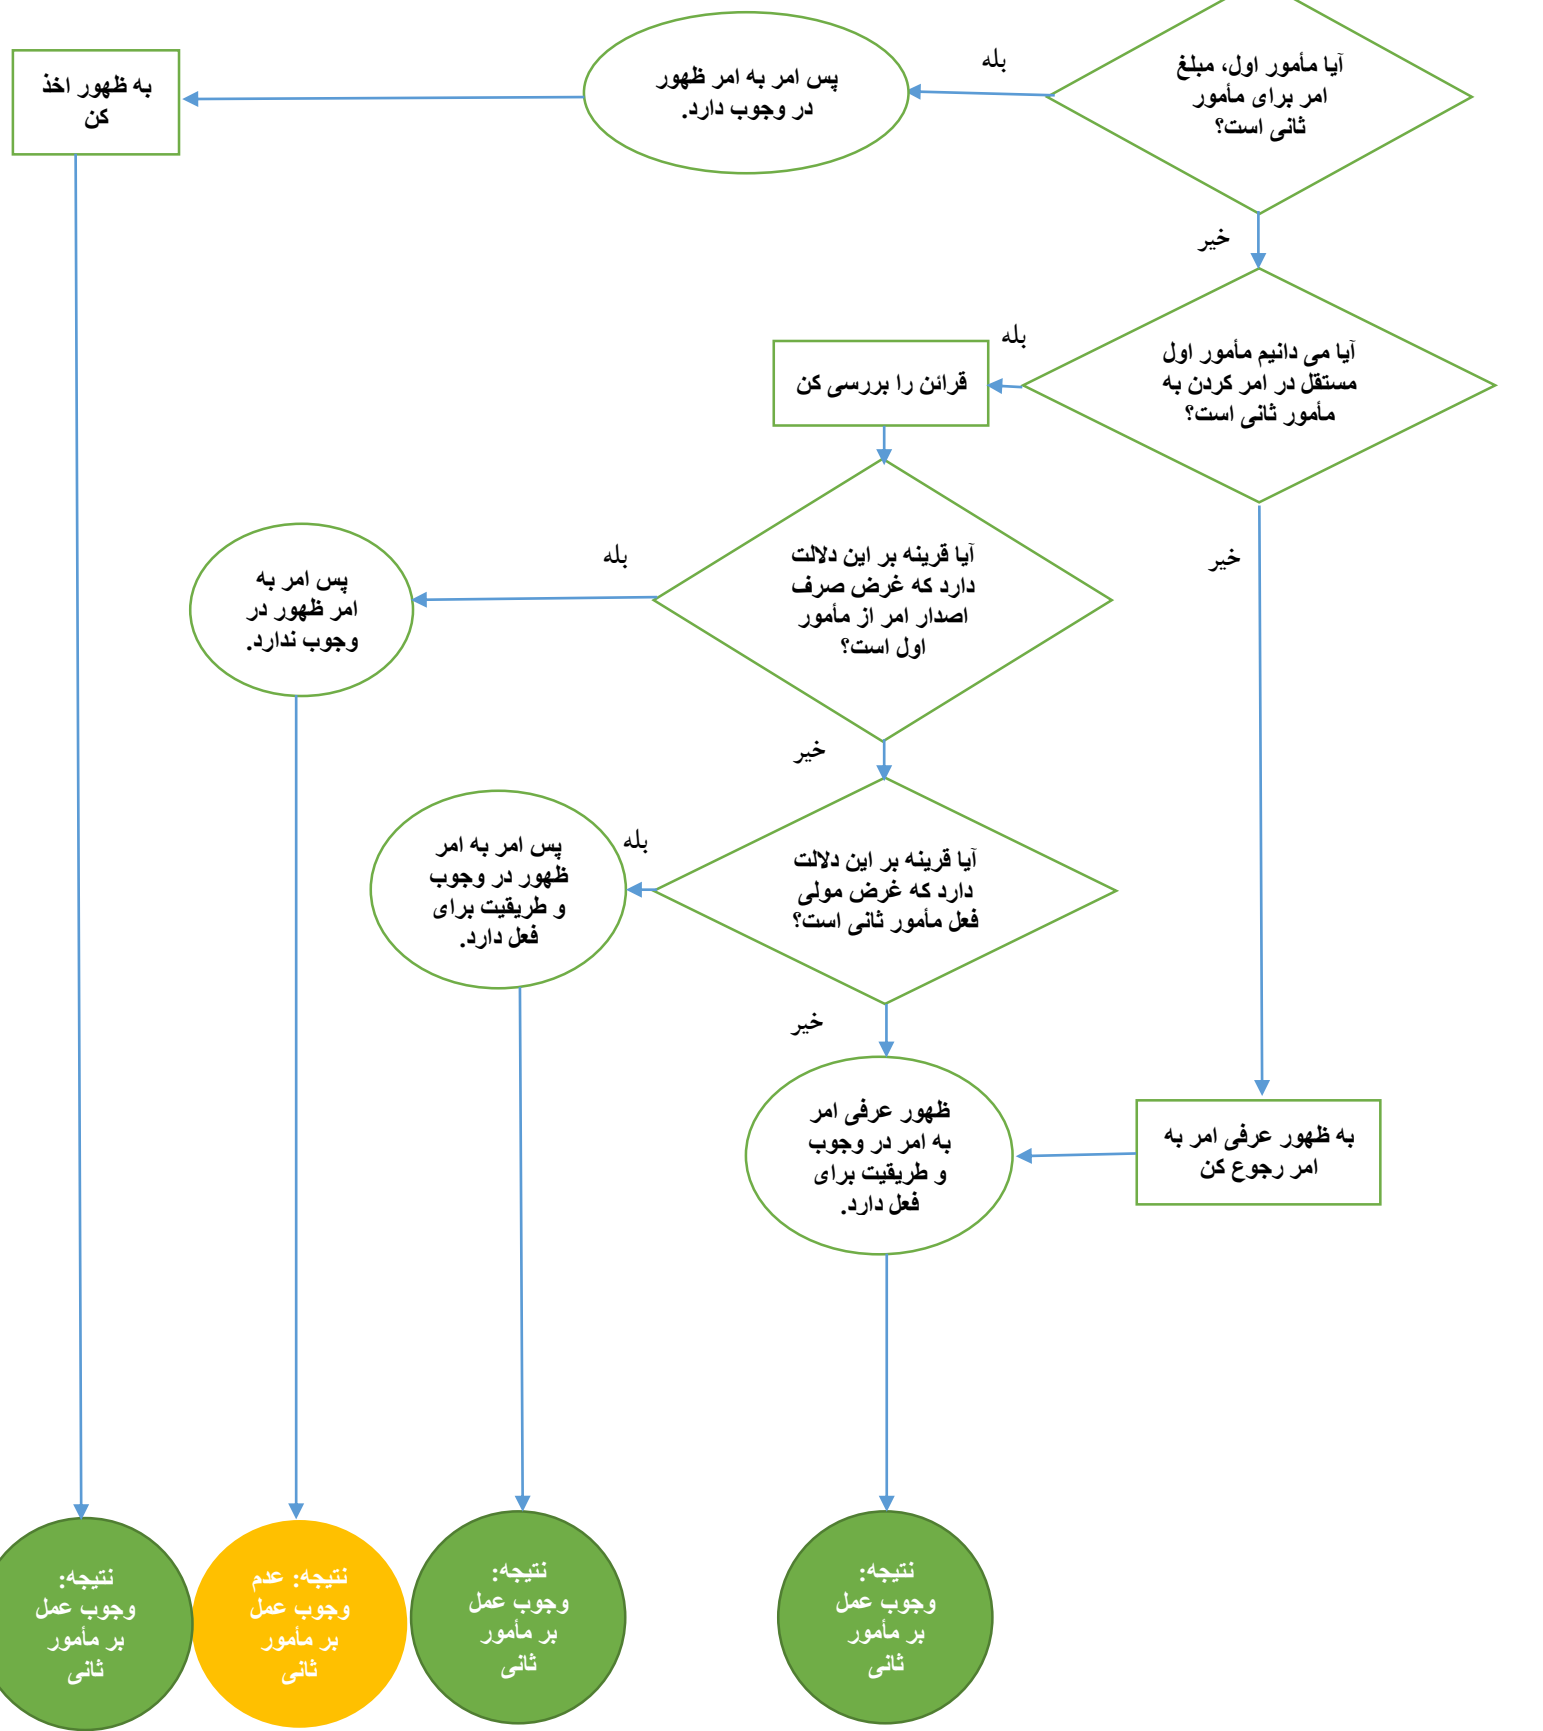 آیا مأمور اول، مبلغ
امر برای مأمور
ثانی است؟
بله
پس امر به امر ظهور
در وجوب دارد.
به ظهور اخذ
کن
خیر
آیا می دانیم مأمور اول
مستقل در امر کردن به
مأمور ثانی است؟
بله
قرائن را بررسی کن
خیر
آیا قرینه بر این دلالت
دارد که غرض صرف
اصدار امر از مأمور
اول است؟
بله
پس امر به
امر ظهور در
وجوب ندارد.
خیر
آیا قرینه بر این دلالت
دارد که غرض مولی
فعل مأمور ثانی است؟
بله
پس امر به امر
ظهور در وجوب
و طریقیت برای
فعل دارد.
خیر
به ظهور عرفی امر به
امر رجوع کن
ظهور عرفی امر
به امر در وجوب
و طریقیت برای
فعل دارد.
نتیجه:
وجوب عمل
بر مأمور
ثانی
نتیجه:
وجوب عمل
بر مأمور
ثانی
نتیجه: عدم
وجوب عمل
بر مأمور
ثانی
نتیجه:
وجوب عمل
بر مأمور
ثانی